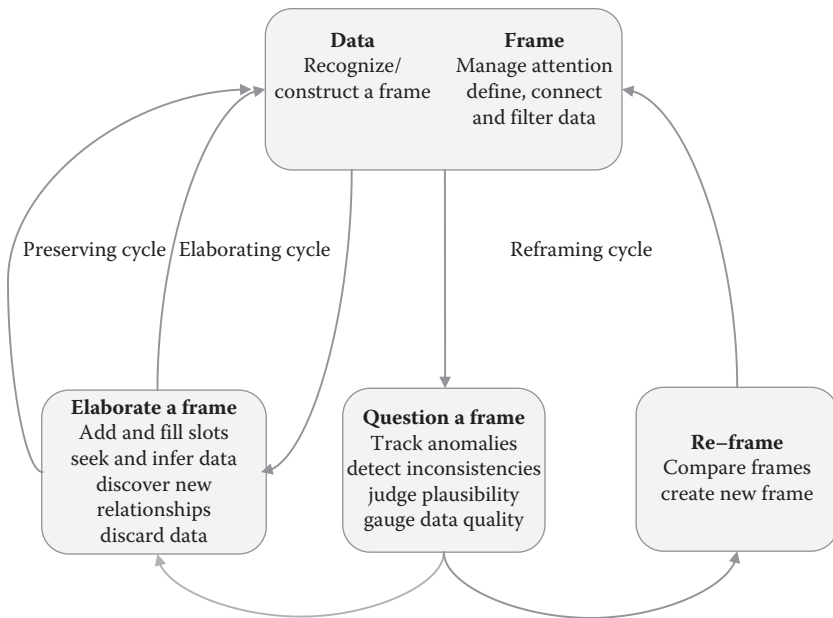 Data
Recognize/
construct a frame
Frame
Manage attention
define, connect
and filter data
Preserving cycle
Elaborating cycle
Reframing cycle
Elaborate a frame
Add and fill slots
seek and infer data
discover new
relationships
discard data
Question a frame
Track anomalies
detect inconsistencies
judge plausibility
gauge data quality
Re–frame
Compare frames
create new frame